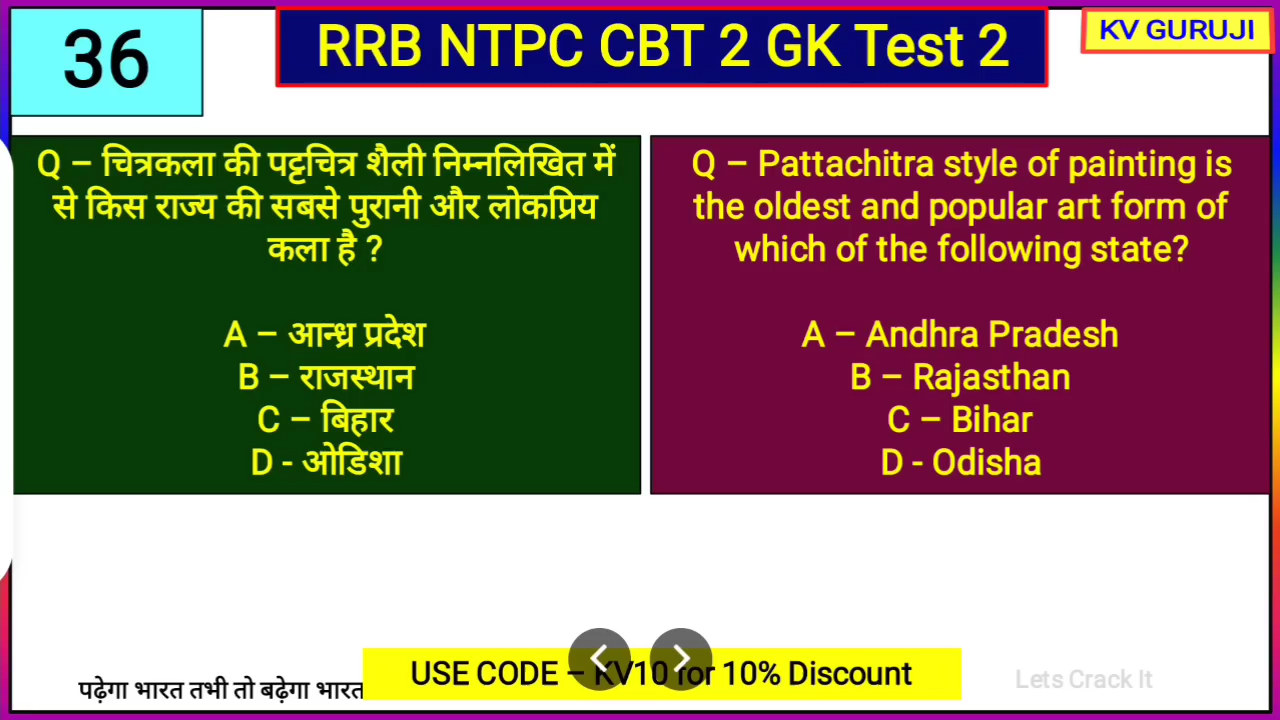 36
RRB NTPC CBT 2 GK Test 2
KV GURUJI
Q – चित्रकला की पट्टचित्र शैली निम्नलिखित में
से किस राज्य की सबसे पुरानी और लोकप्रिय
कला है ?
A – आन्ध्र प्रदेश
B – राजस्थान
C – बिहार
D - ओडिशा
Q – Pattachitra style of painting is
the oldest and popular art form of
which of the following state?
A – Andhra Pradesh
B – Rajasthan
C – Bihar
D - Odisha
पढ़ेगा भारत तभी तो बढ़ेगा भारत
USE CODE – KV10 for 10% Discount
Lets Crack It